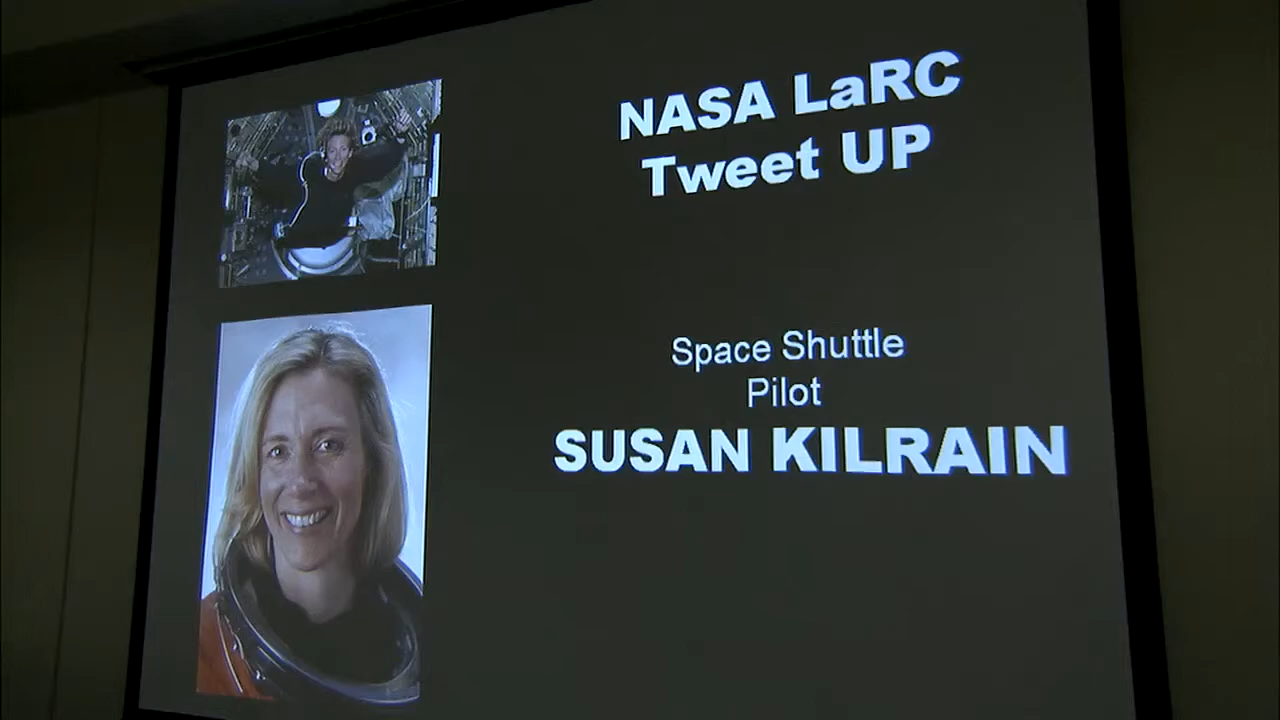 NASA LaRC
Tweet UP
Space Shuttle
Pilot
SUSAN KILRAIN